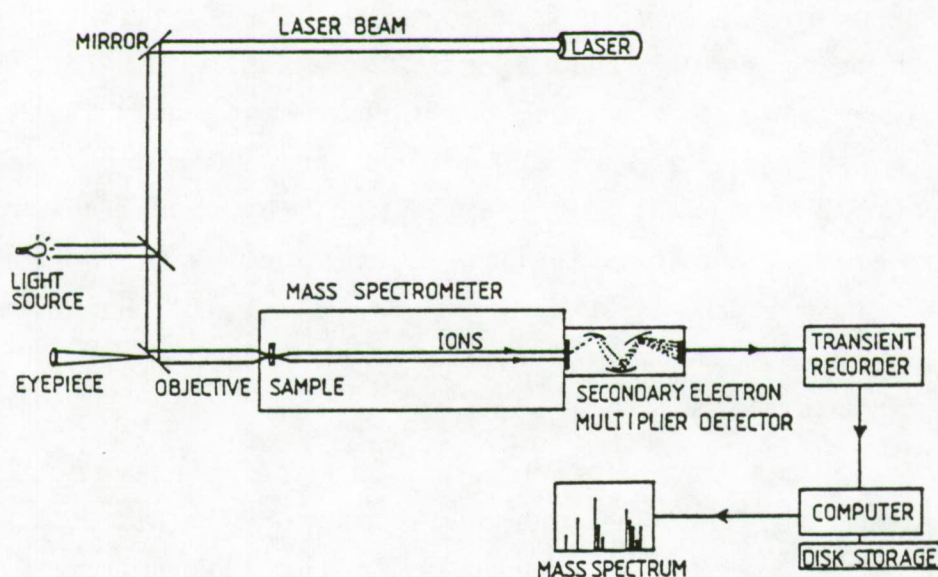 LASER BEAM
MIRROR
LASER
LIGHT
SOURCE
MASS SPECTROMETER
IONS
TRANSIENT
RECORDER
EYEPIECE
OBJECTIVE
SAMPLE
SECONDARY ELECTRON
MULTIPLIER DETECTOR
COMPUTER
DISK STORAGE
MASS SPECTRUM